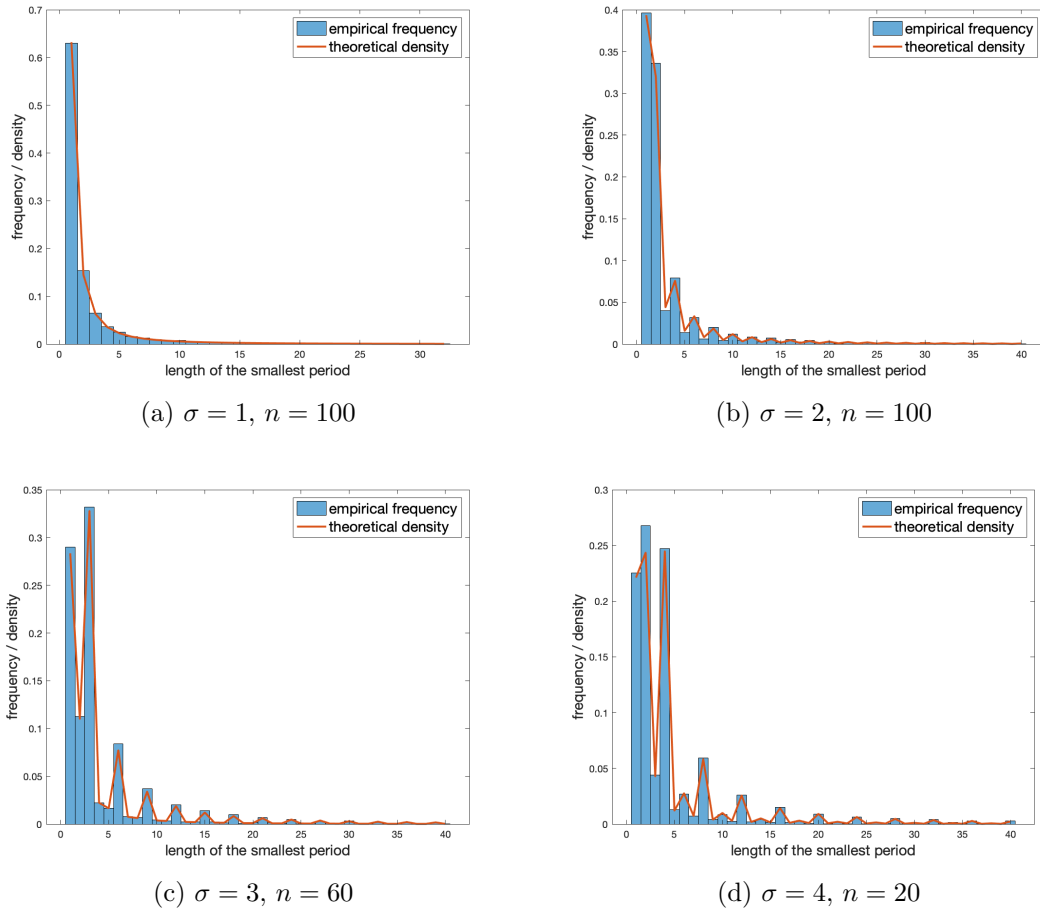 empirical frequency
theoretical density
0.7
0.6
0.5
0.4
0.3
0.2
0.1
0
frequency / density
0 5 10 15 20 25 30
length of the smallest period
(a) σ = 1, n = 100
empirical frequency
theoretical density
0.4
0.35
0.3
0.25
0.2
0.15
0.1
0.05
0
frequency / density
0 5 10 15 20 25 30 35 40
length of the smallest period
(b) σ = 2, n = 100
empirical frequency
theoretical density
0.35
0.3
0.25
0.2
0.15
0.1
0.05
0
frequency / density
0 5 10 15 20 25 30 35 40
length of the smallest period
(c) σ = 3, n = 60
empirical frequency
theoretical density
0.3
0.25
0.2
0.15
0.1
0.05
0
frequency / density
0 5 10 15 20 25 30 35 40
length of the smallest period
(d) σ = 4, n = 20